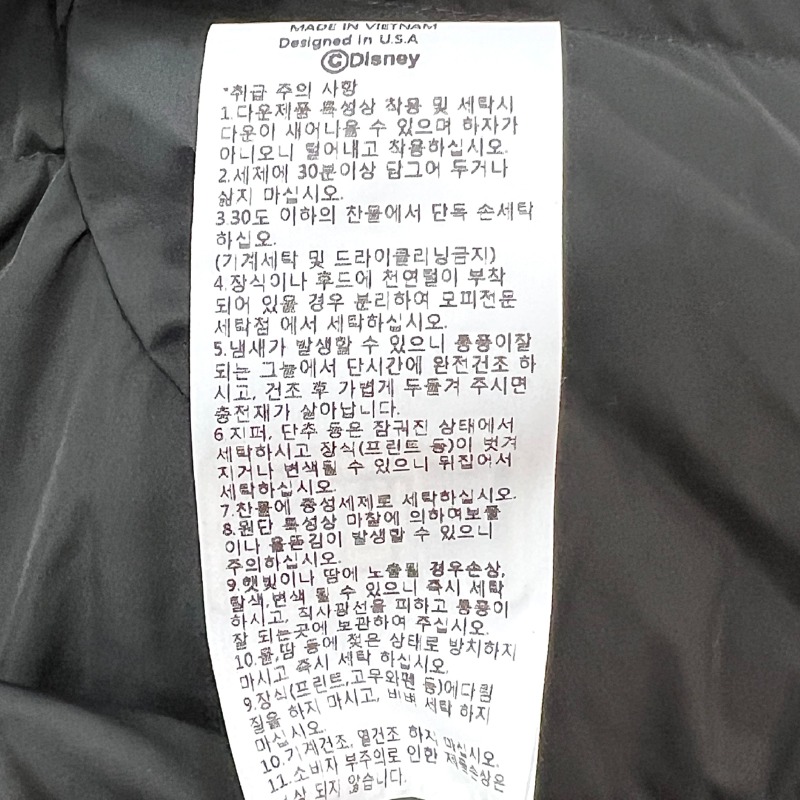 MADE IN VIETNAM
Designed in U.S.A
©Disney
*취급 주의 사항
1.다운제품 특성상 착용 및 세탁시
다운이 새어나올 수 있으며 하자가
아니오니 털어내고 착용하십시오.
2.세제에 30분이상 담그어 두거나
삶지 마십시오.
3.30도 이하의 찬물에서 단독 손세탁
하십오.
(기계세탁 및 드라이클리닝금지)
4.장식이나 후드에 천연털이 부착
되어 있을 경우 분리하여 모피전문
세탁점 에서 세탁하십시오.
5.냄새가 발생할 수 있으니 통풍이잘
되는 그늘에서 단시간에 완전건조 하
시고, 건조 후 가볍게 두들겨 주시면
충전재가 살아납니다.
6.지퍼, 단추 등은 잠궈진 상태에서
세탁하시고 장식(프린트 등)이 벗겨
지거나 변색될 수 있으니 뒤집어서
세탁하십시오.
7.찬물에 중성세제로 세탁하십시오.
8.원단 특성상 마찰에 의하여보풀
이나 올뜯김이 발생할 수 있으니
주의하십시오.
9.햇빛이나 땀에 노출될 경우손상,
탈색,변색 될 수 있으니 즉시 세탁
하시고, 직사광선을 피하고 통풍이
잘 되는곳에 보관하여 주십시오.
10.물,땀 등에 젖은 상태로 방치하지
마시고 즉시 세탁 하십시오.
9.장식(프린트,고무와펜 등)에다림
질을 하지 마시고, 비벼 세탁 하지
마십시오.
10.기계건조, 열건조 하지 마십시오.
11.소비자 부주의로 인한 제품손상은
상 되지 않습니다.